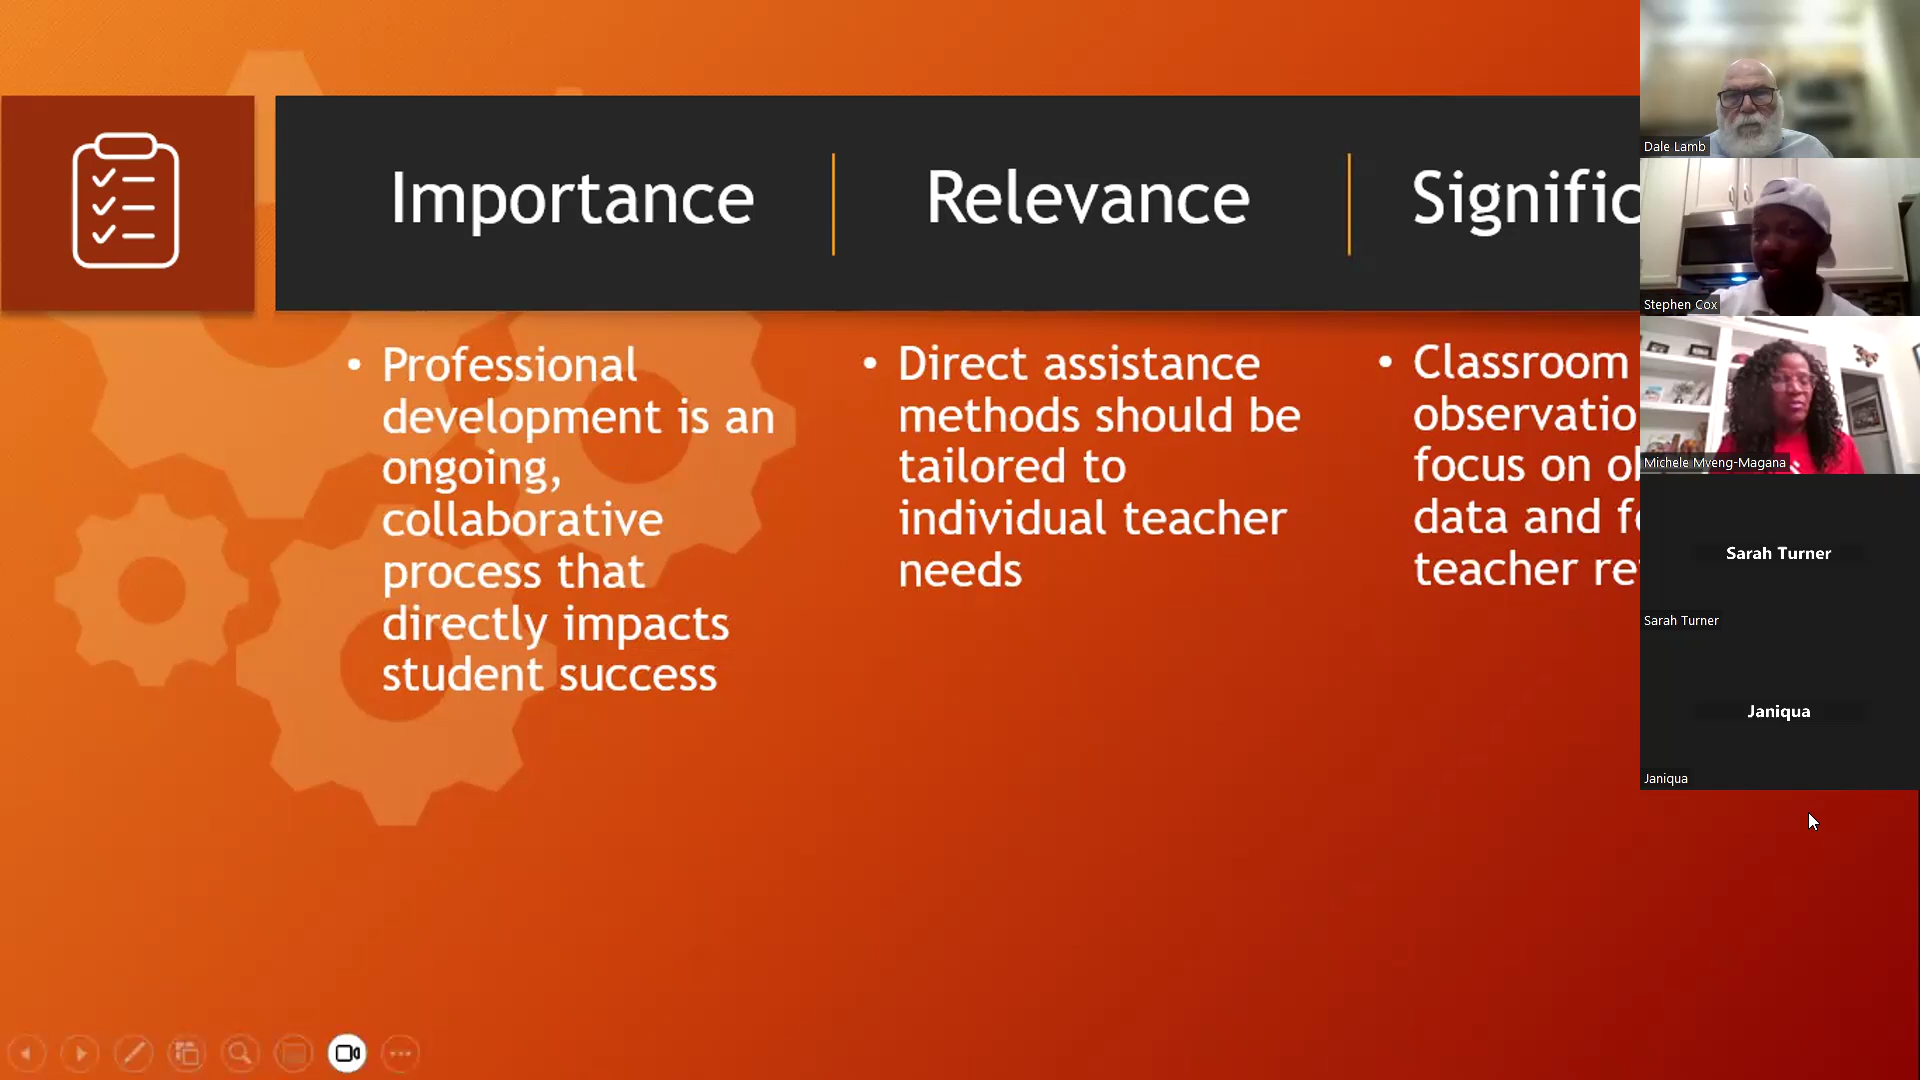 Importance
Relevance
Signific
• Professional
development is an
ongoing,
collaborative
process that
directly impacts
student success
• Direct assistance
methods should be
tailored to
individual teacher
needs
• Classroom
observatio
focus on
data and
teacher
Dale Lamb
Stephen Cox
Michele Mveng-Magana
Sarah Turner
Sarah Turner
Janiqua
Janiqua